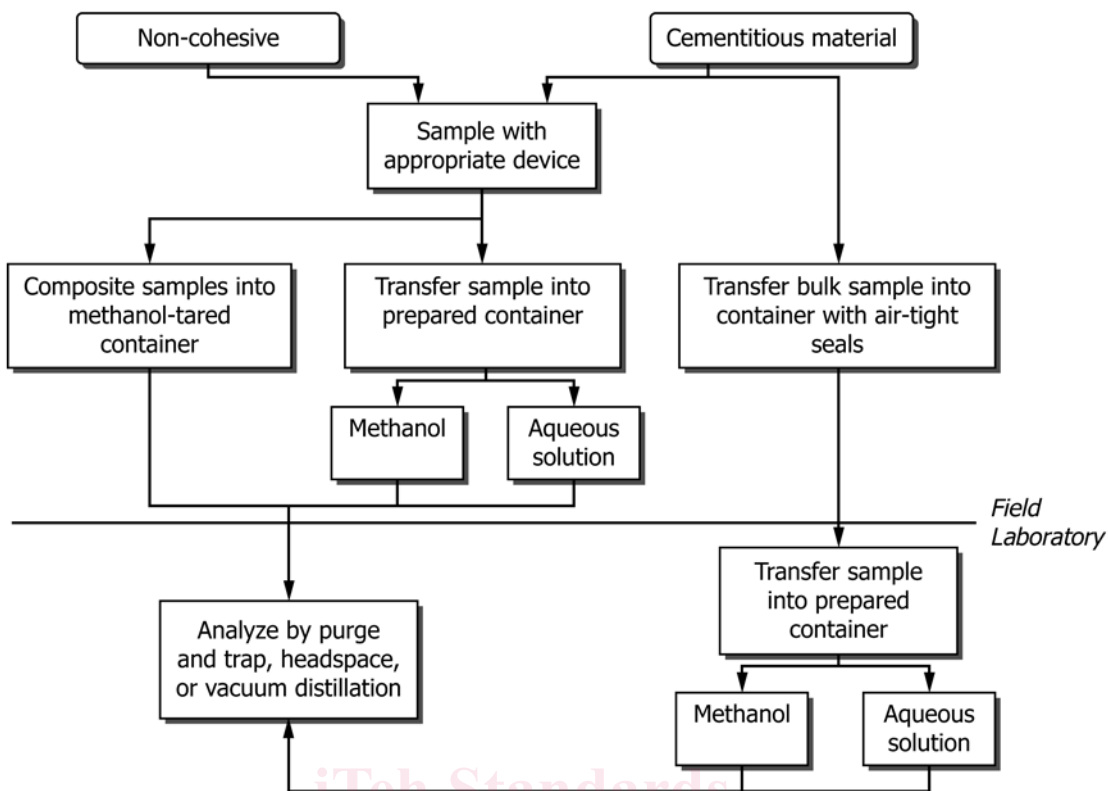 Non-cohesive
Cementitious material
Sample with
appropriate device
Composite samples into
methanol-tared
container
Transfer sample into
prepared container
Transfer bulk sample into
container with air-tight
seals
Methanol
Aqueous
solution
Field
Laboratory
Transfer sample
into prepared
container
Analyze by purge
and trap, headspace,
or vacuum distillation
Methanol
Aqueous
solution
iTeh Standards